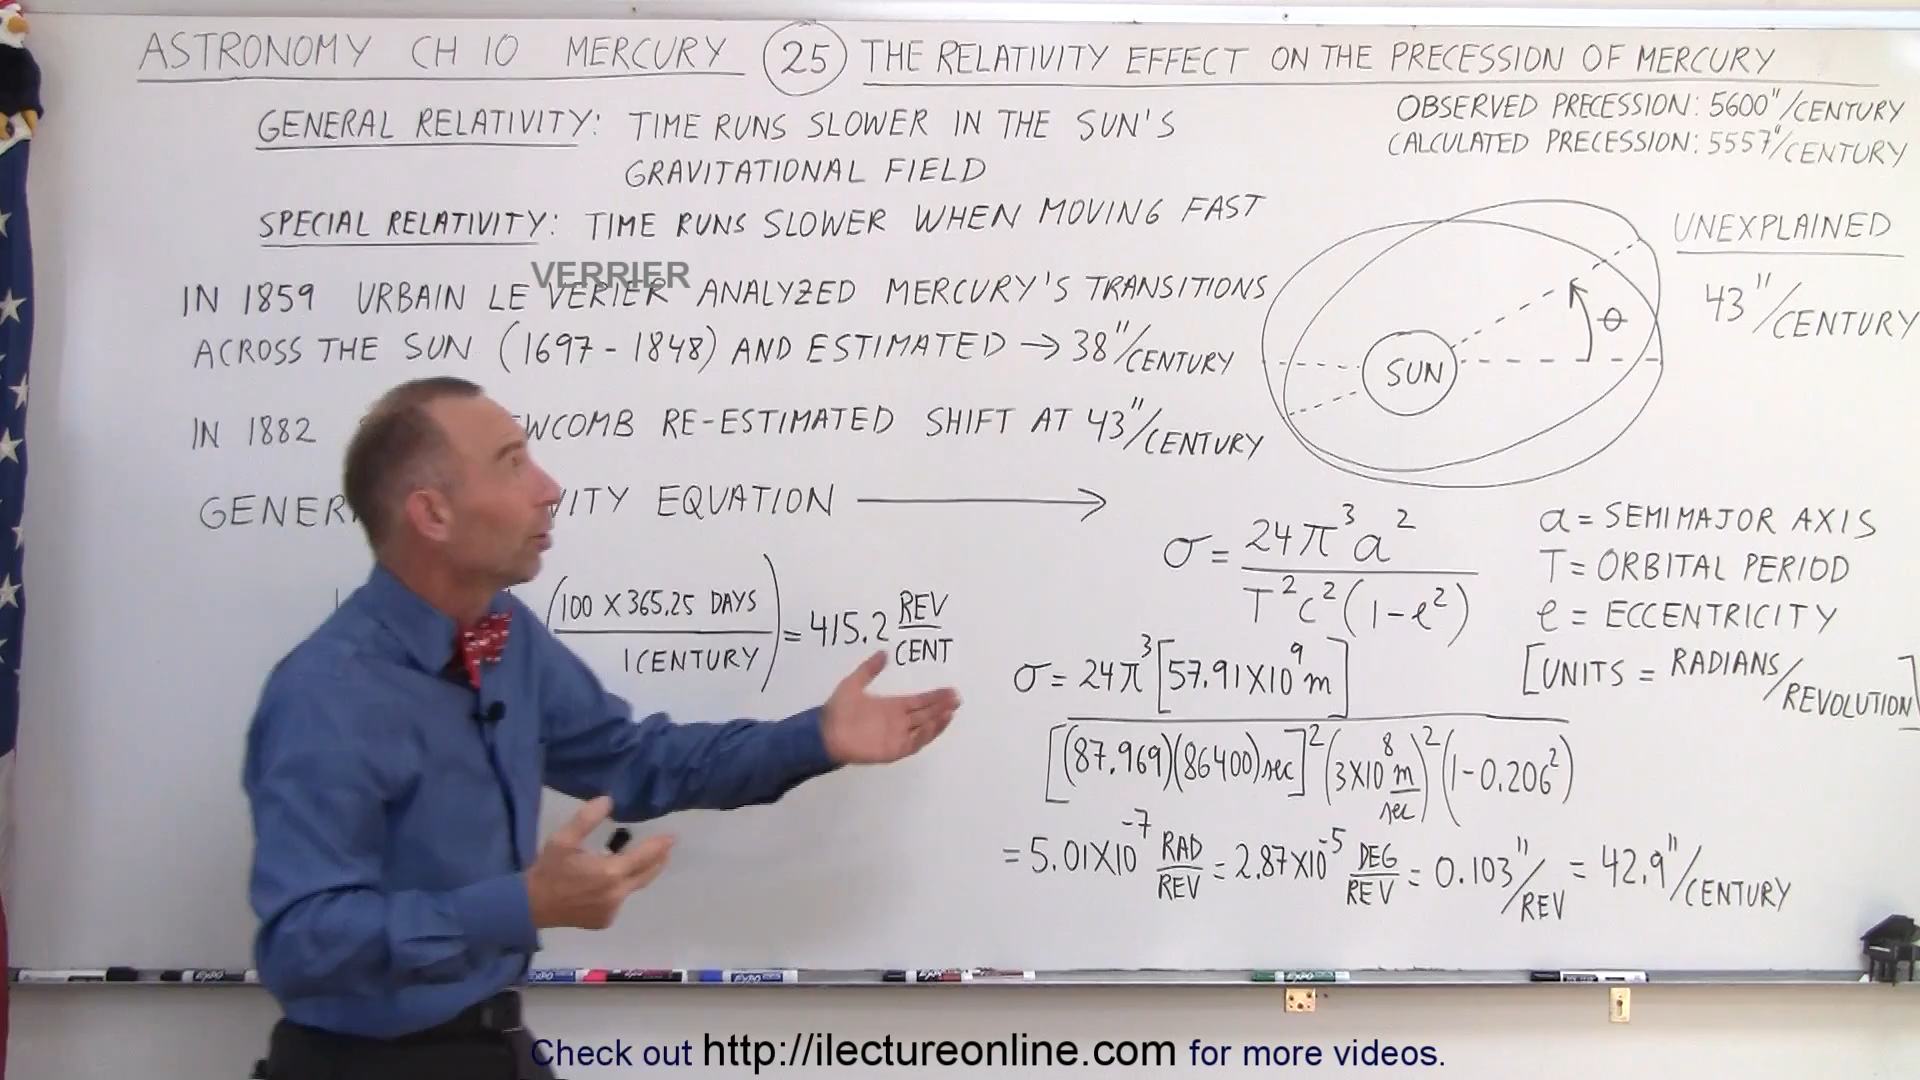 ASTRONOMY CH 10 MERCURY 25 THE RELATIVITY EFFECT ON THE PRECESSION OF MERCURY
OBSERVED PRECESSION: 5600"/CENTURY
CALCULATED PRECESSION: 5557"/CENTURY
GENERAL RELATIVITY: TIME RUNS SLOWER IN THE SUN'S
GRAVITATIONAL FIELD
SPECIAL RELATIVITY: TIME RUNS SLOWER WHEN MOVING FAST
VERRIER
IN 1859 URBAIN LE VERIER ANALYZED MERCURY'S TRANSITIONS
ACROSS THE SUN (1697-1848) AND ESTIMATED → 38"/CENTURY
UNEXPLAINED
43"/CENTURY
θ
SUN
IN 1882 RE-ESTIMATED SHIFT AT 43"/CENTURY
EQUATION →
σ = 24π³a² / T²c²(1-e²)
a = SEMIMAJOR AXIS
T = ORBITAL PERIOD
e = ECCENTRICITY
[UNITS = RADIANS/REVOLUTION]
(100 X 365.25 DAYS / 1 CENTURY) = 415.2 REV/CENT
σ = 24π³[57.91X10⁹m]
[(87.969)(86400)sec]²(3X10⁸ m/sec)²(1-0.206²)
= 5.01X10⁻⁷ RAD/REV = 2.87X10⁻⁵ DEG/REV = 0.103"/REV = 42.9"/CENTURY
EXPO
Check out http://ilectureonline.com for more videos.